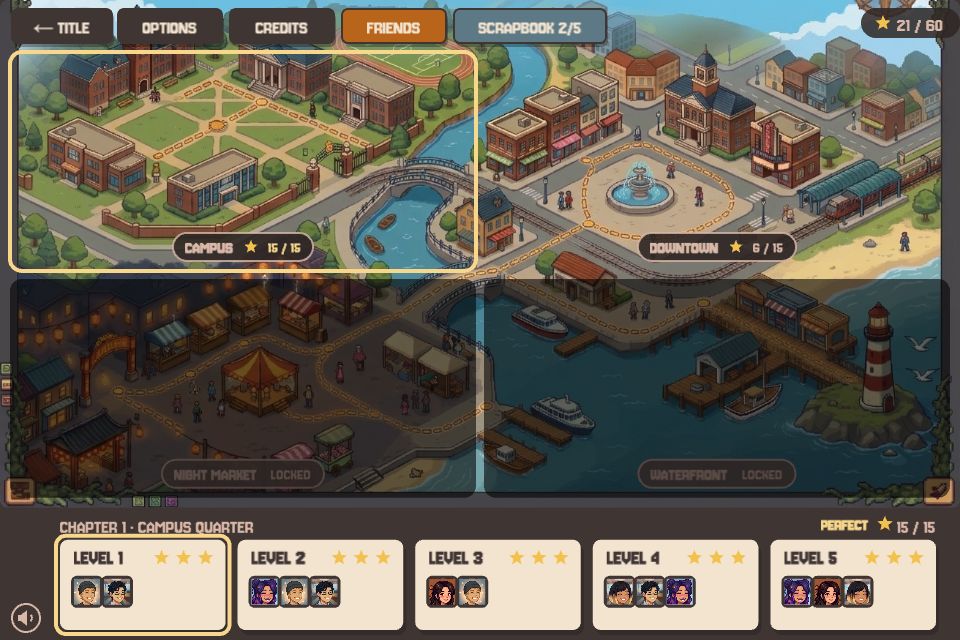 ← TITLE
OPTIONS
CREDITS
FRIENDS
SCRAPBOOK 2/5
21 / 60
CAMPUS 15 / 15
DOWNTOWN 6 / 15
NIGHT MARKET LOCKED
WATERFRONT LOCKED
CHAPTER 1 · CAMPUS QUARTER
PERFECT 15 / 15
LEVEL 1
LEVEL 2
LEVEL 3
LEVEL 4
LEVEL 5